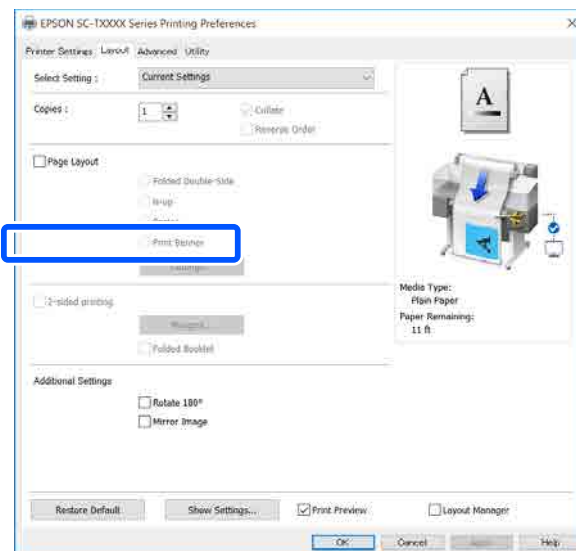 EPSON SC-TXXXX Series Printing Preferences
Printer Settings Layout Advanced Utility
Select Setting : Current Settings
Copies : 1 Collate
Reverse Order
Page Layout
Folded Double-Side
N-up
Poster
Print Banner
Settings...
2-sided printing
Folded Booklet
Additional Settings
Rotate 180°
Mirror Image
A
Media Type:
Plain Paper
Paper Remaining:
11 ft
Restore Default Show Settings... Print Preview Layout Manager
OK Cancel Help